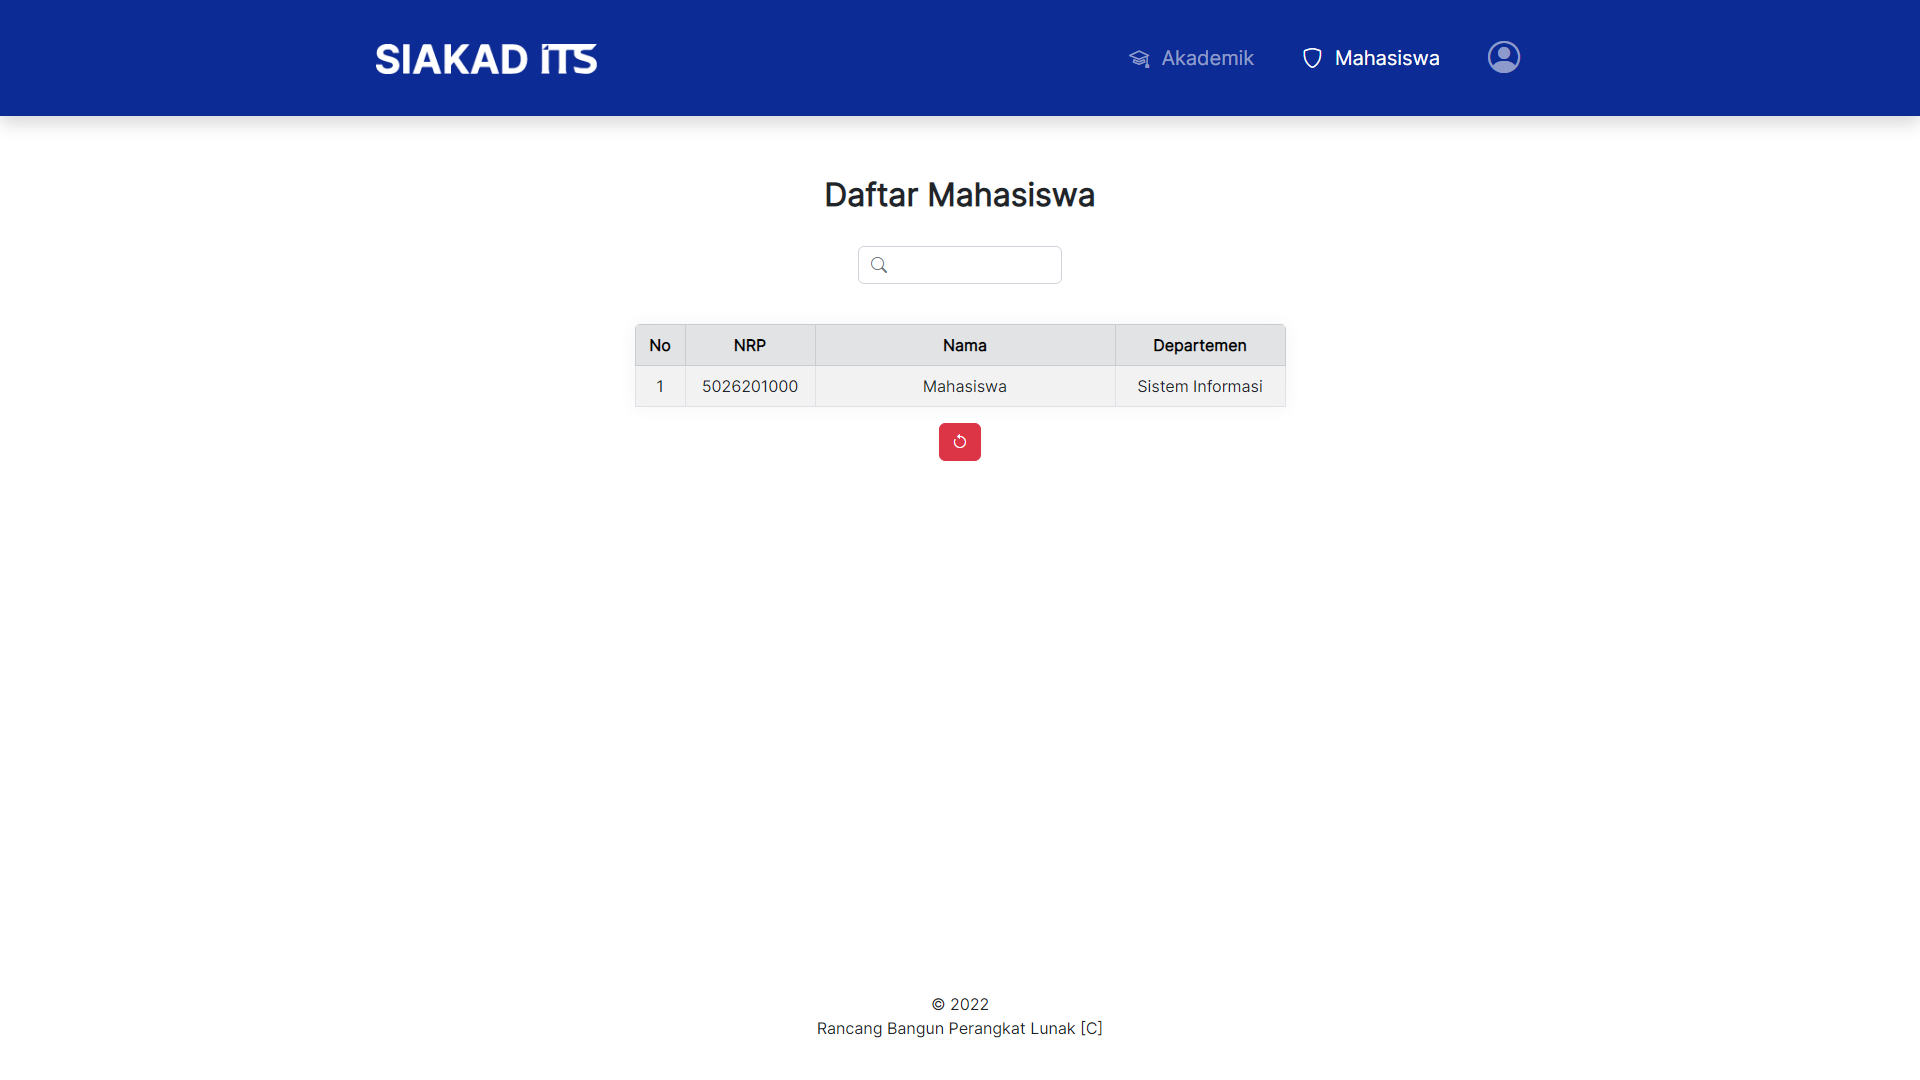 SIAKAD ITS
Akademik
Mahasiswa
Daftar Mahasiswa
No NRP Nama Departemen
1 5026201000 Mahasiswa Sistem Informasi
© 2022
Rancang Bangun Perangkat Lunak [C]